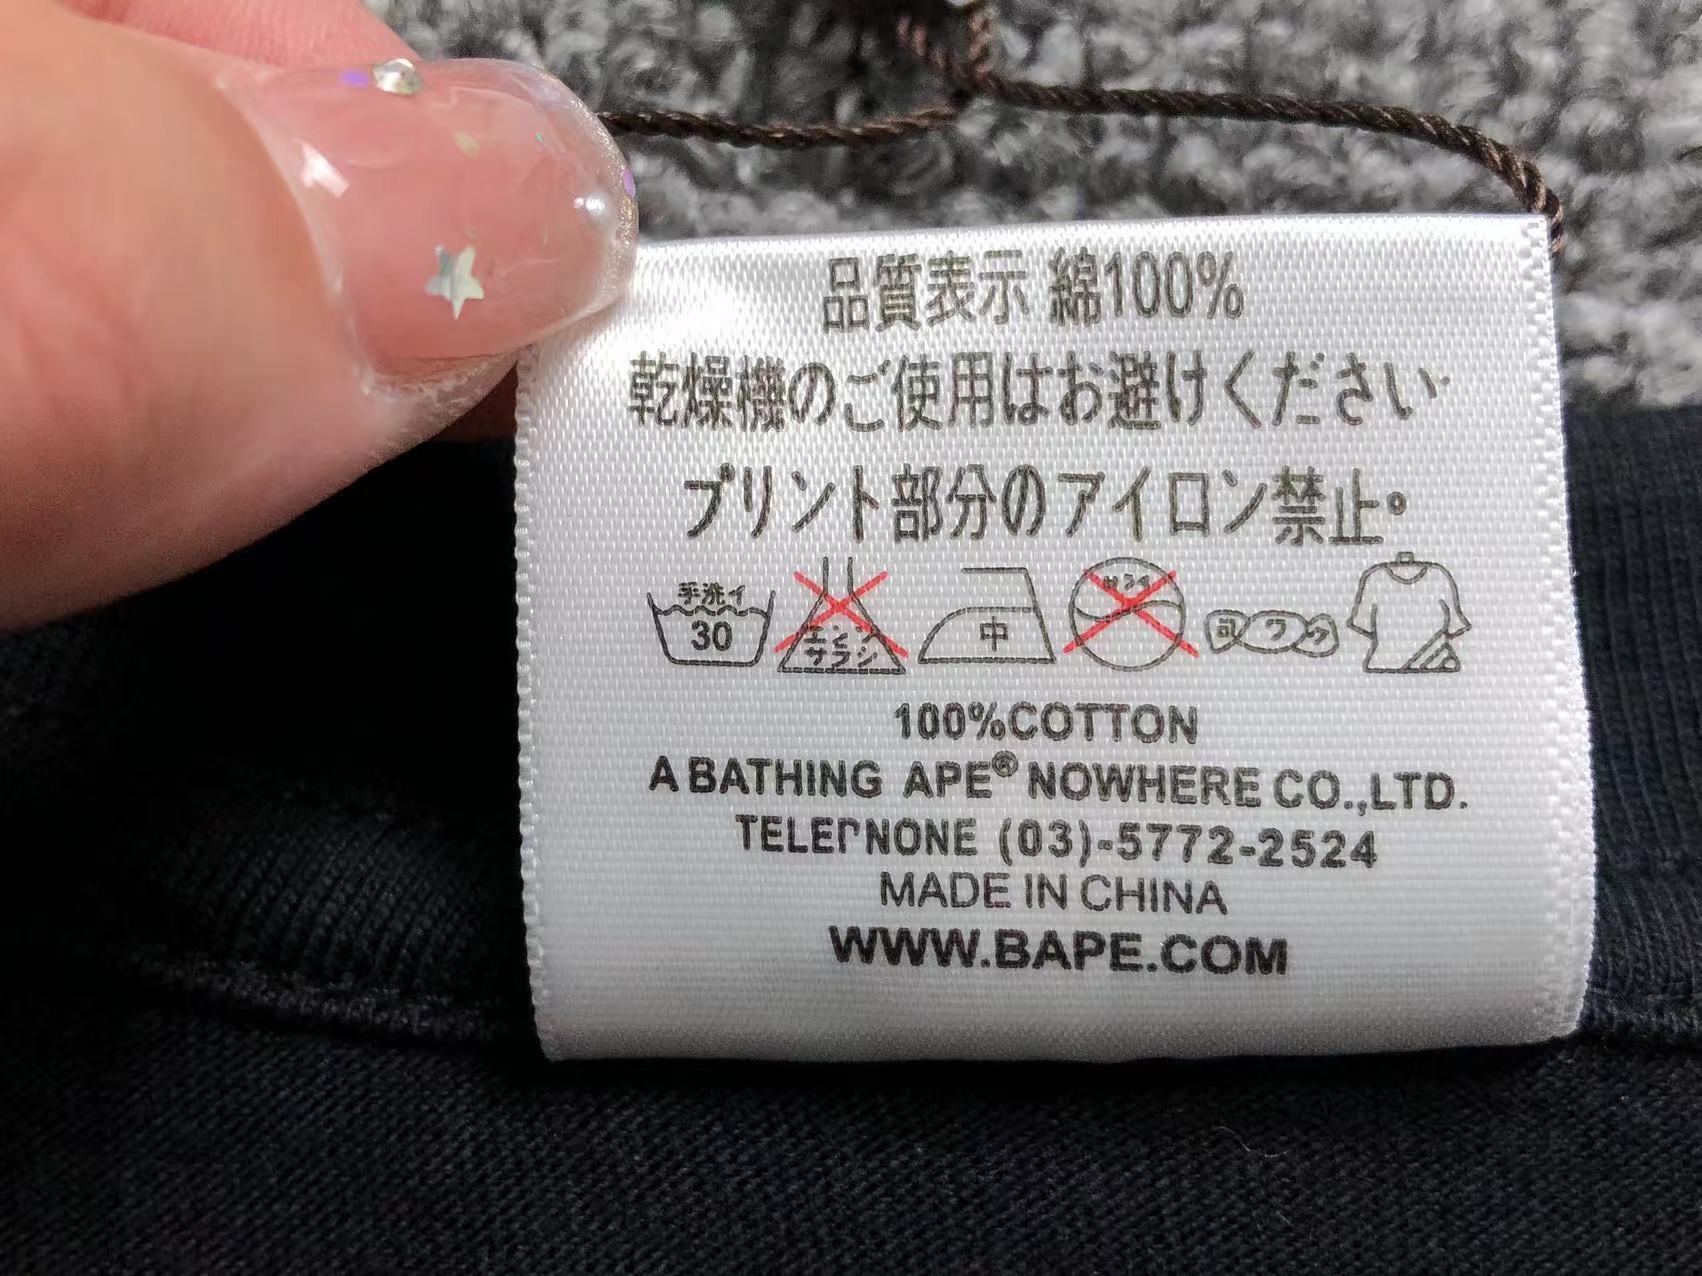 品質表示 綿100%
乾燥機のご使用はお避けください
プリント部分のアイロン禁止。
手洗イ
30
中
100%COTTON
A BATHING APE® NOWHERE CO.,LTD.
TELEPNONE (03)-5772-2524
MADE IN CHINA
WWW.BAPE.COM